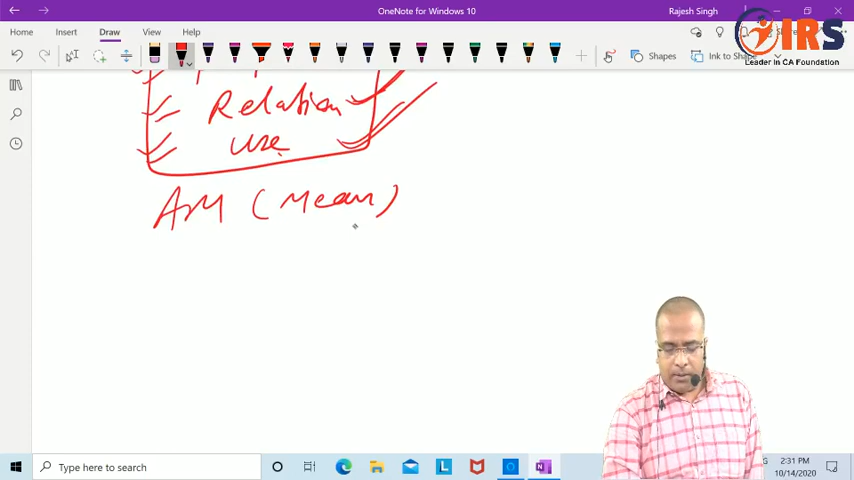 OneNote for Windows 10
Rajesh Singh
Home Insert Draw View Help
Shapes Ink to
IRS
Leader In CA Foundation
Relation
Use
AM (Mean)
Type here to search
G 2:31 PM
10/14/2020